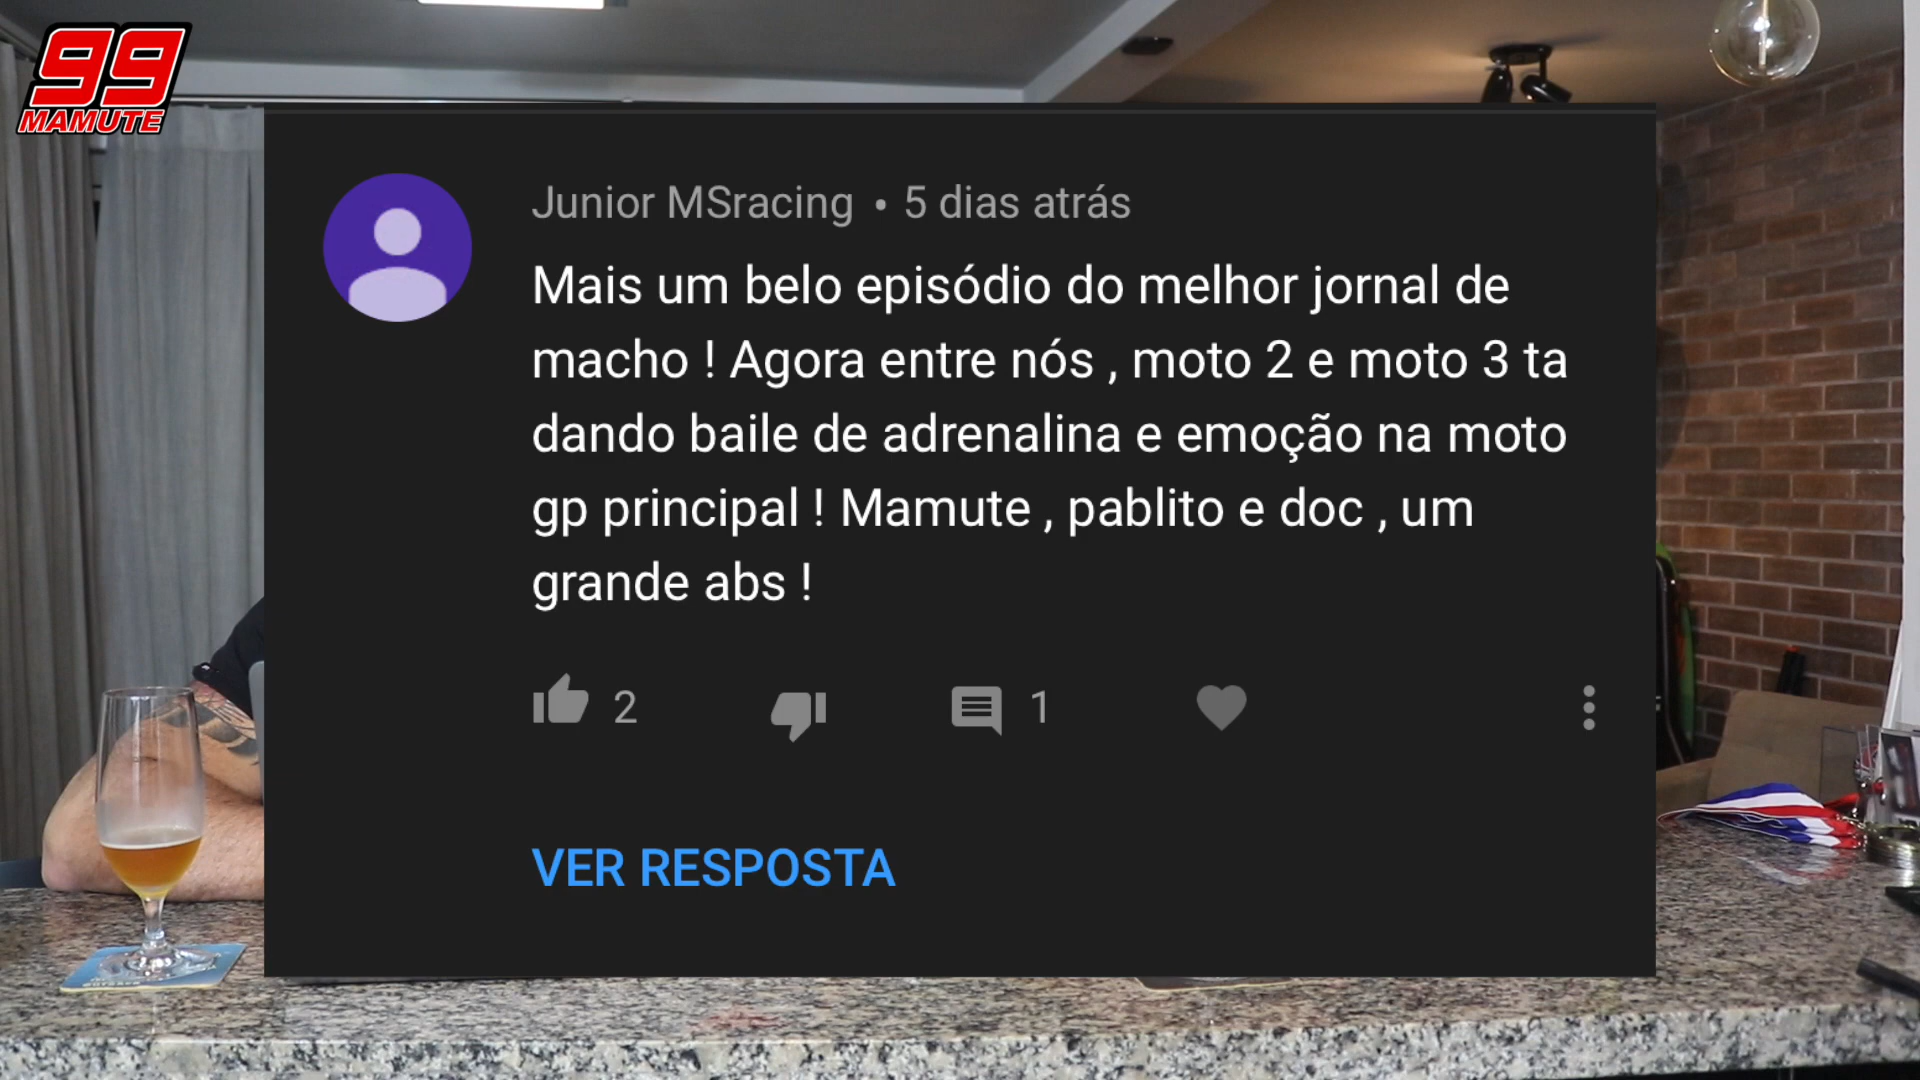 99
MAMUTE
Junior MSracing • 5 dias atrás
Mais um belo episódio do melhor jornal de
macho ! Agora entre nós , moto 2 e moto 3 ta
dando baile de adrenalina e emoção na moto
gp principal ! Mamute , pablito e doc , um
grande abs !
2
1
VER RESPOSTA